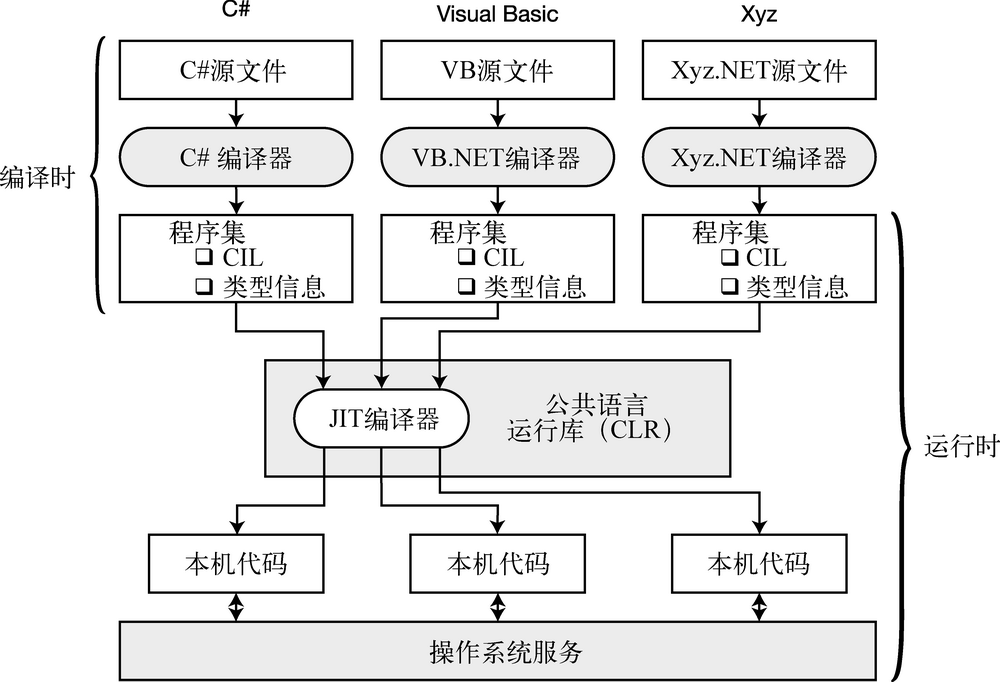 C#
Visual Basic
Xyz
C#源文件
VB源文件
Xyz.NET源文件
编译时
C# 编译器
VB.NET编译器
Xyz.NET编译器
程序集
❑ CIL
❑ 类型信息
程序集
❑ CIL
❑ 类型信息
程序集
❑ CIL
❑ 类型信息
JIT编译器
公共语言
运行库（CLR）
运行时
本机代码
本机代码
本机代码
操作系统服务